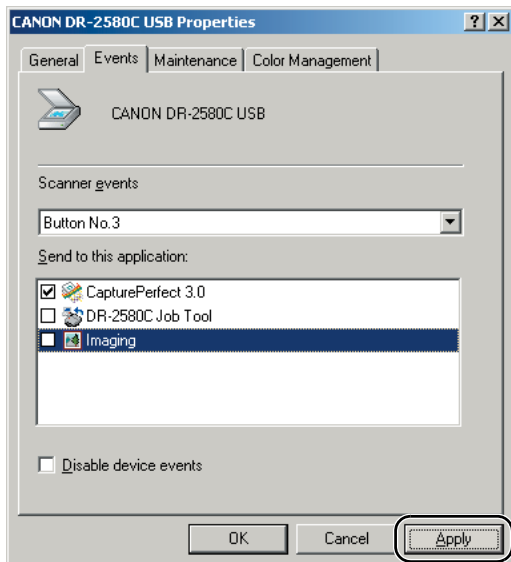 CANON DR-2580C USB Properties
General Events Maintenance Color Management
CANON DR-2580C USB
Scanner events
Button No.3
Send to this application:
CapturePerfect 3.0
DR-2580C Job Tool
Imaging
Disable device events
OK Cancel Apply